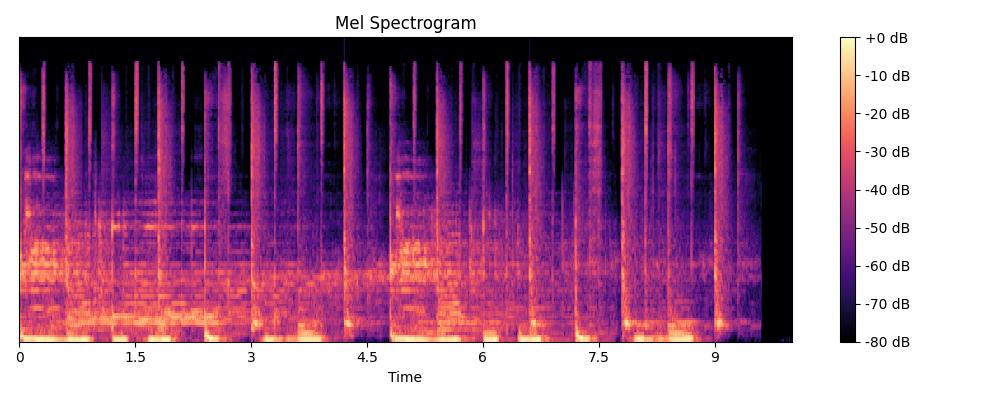 Mel Spectrogram
+0 dB
-10 dB
-20 dB
-30 dB
-40 dB
-50 dB
-60 dB
-70 dB
-80 dB
0 1.5 3 4.5 6 7.5 9
Time